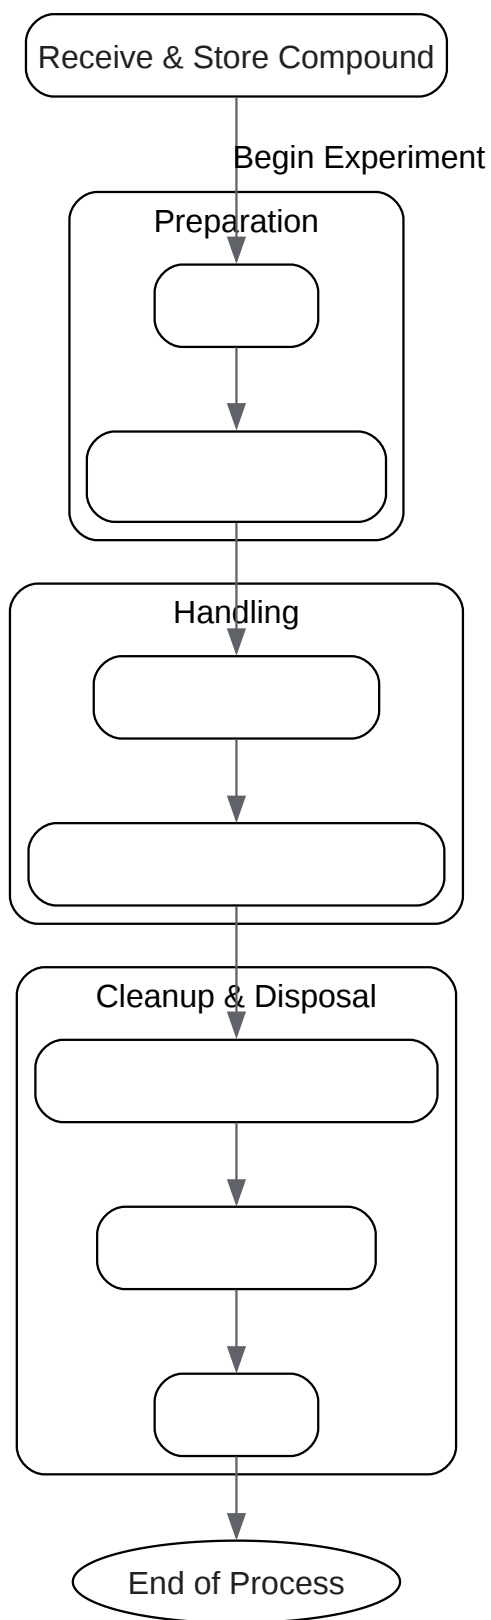 Receive & Store Compound
Begin Experiment
Preparation
Handling
Cleanup & Disposal
End of Process